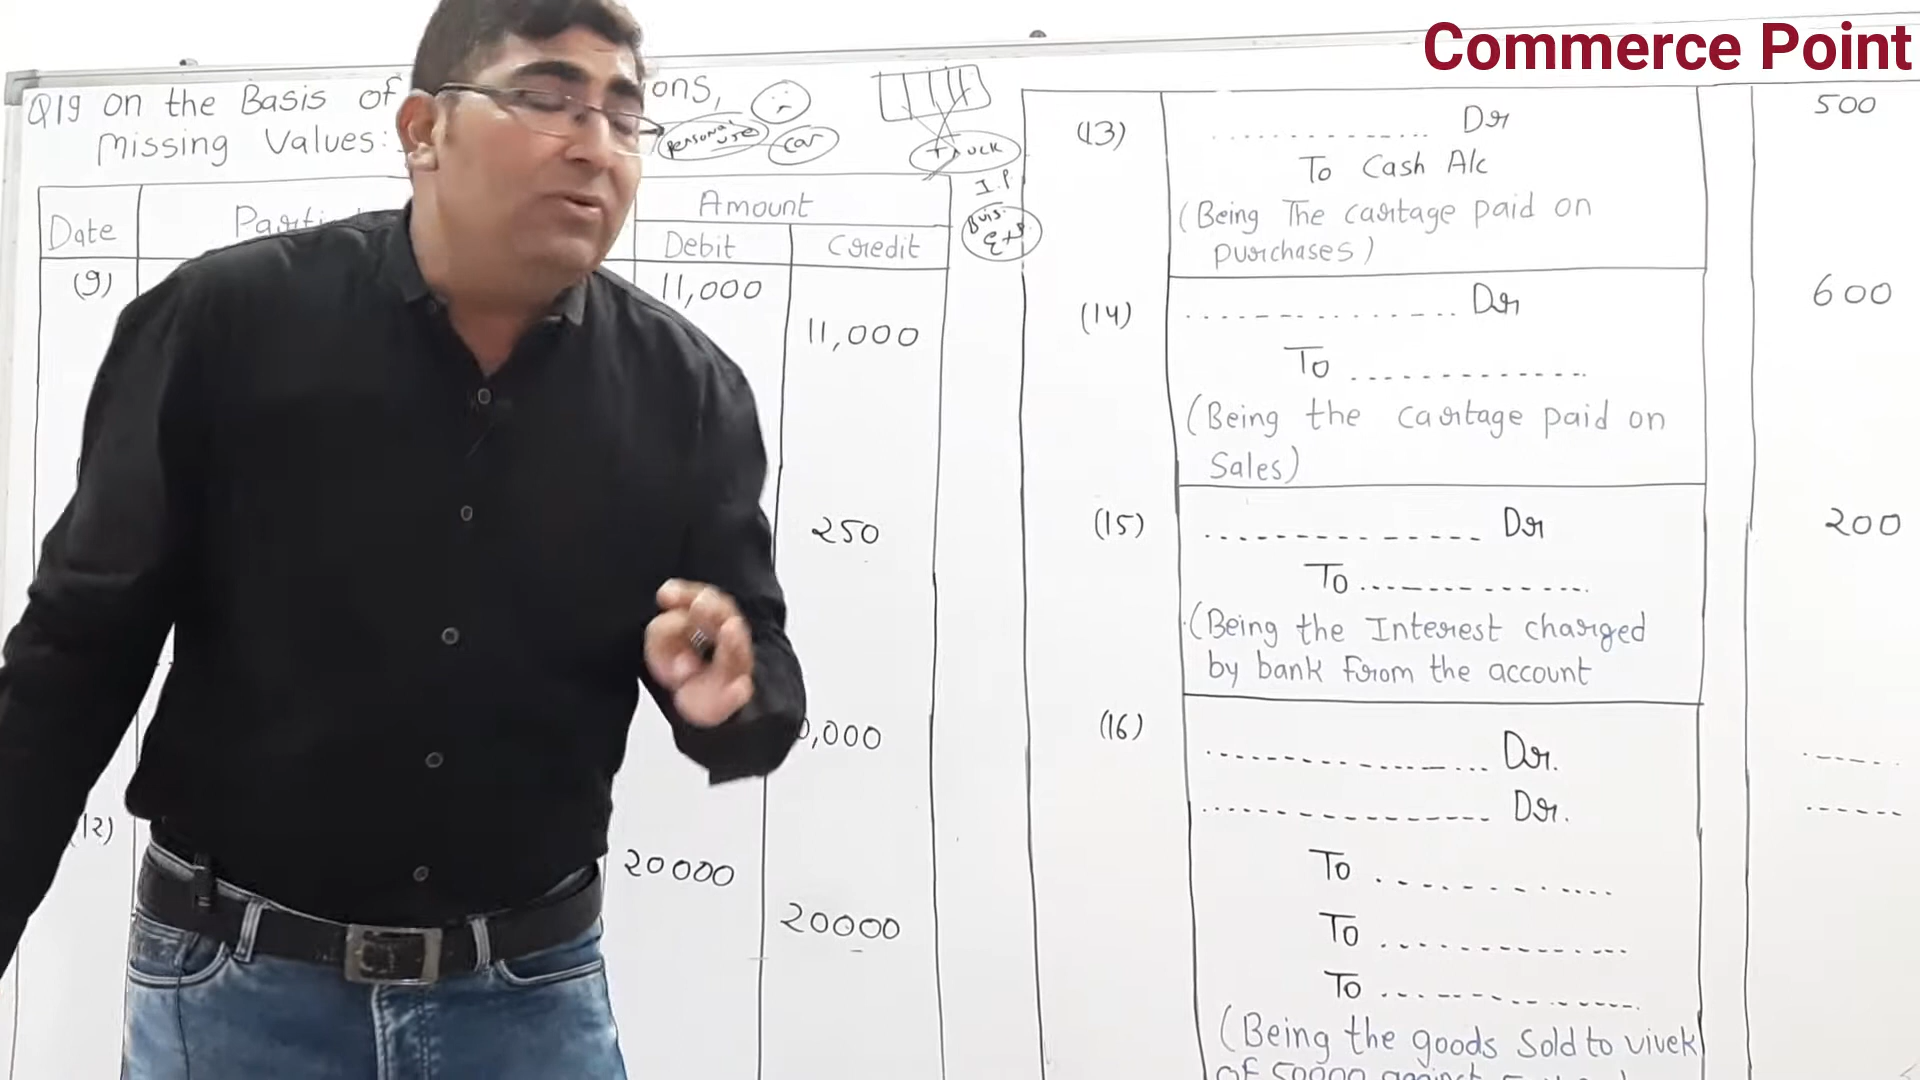 Commerce Point
Q19 on the Basis of
ons,
Missing Values:
personal use
car
Truck
I.P.
Buis. Exp.
Date
Amount
Debit
Credit
(9)
11,000
11,000
250
0,000
(12)
20000
20000
(13)
............... Dr
500
To Cash A/c
(Being The cartage paid on
purchases)
(14)
............... Dr
600
To ...............
(Being the cartage paid on
Sales)
(15)
............... Dr
200
To ...............
(Being the Interest charged
by bank from the account
(16)
............... Dr.
......
............... Dr.
......
To ...............
To ...............
To ...............
(Being the goods Sold to vivek
of 50000 against